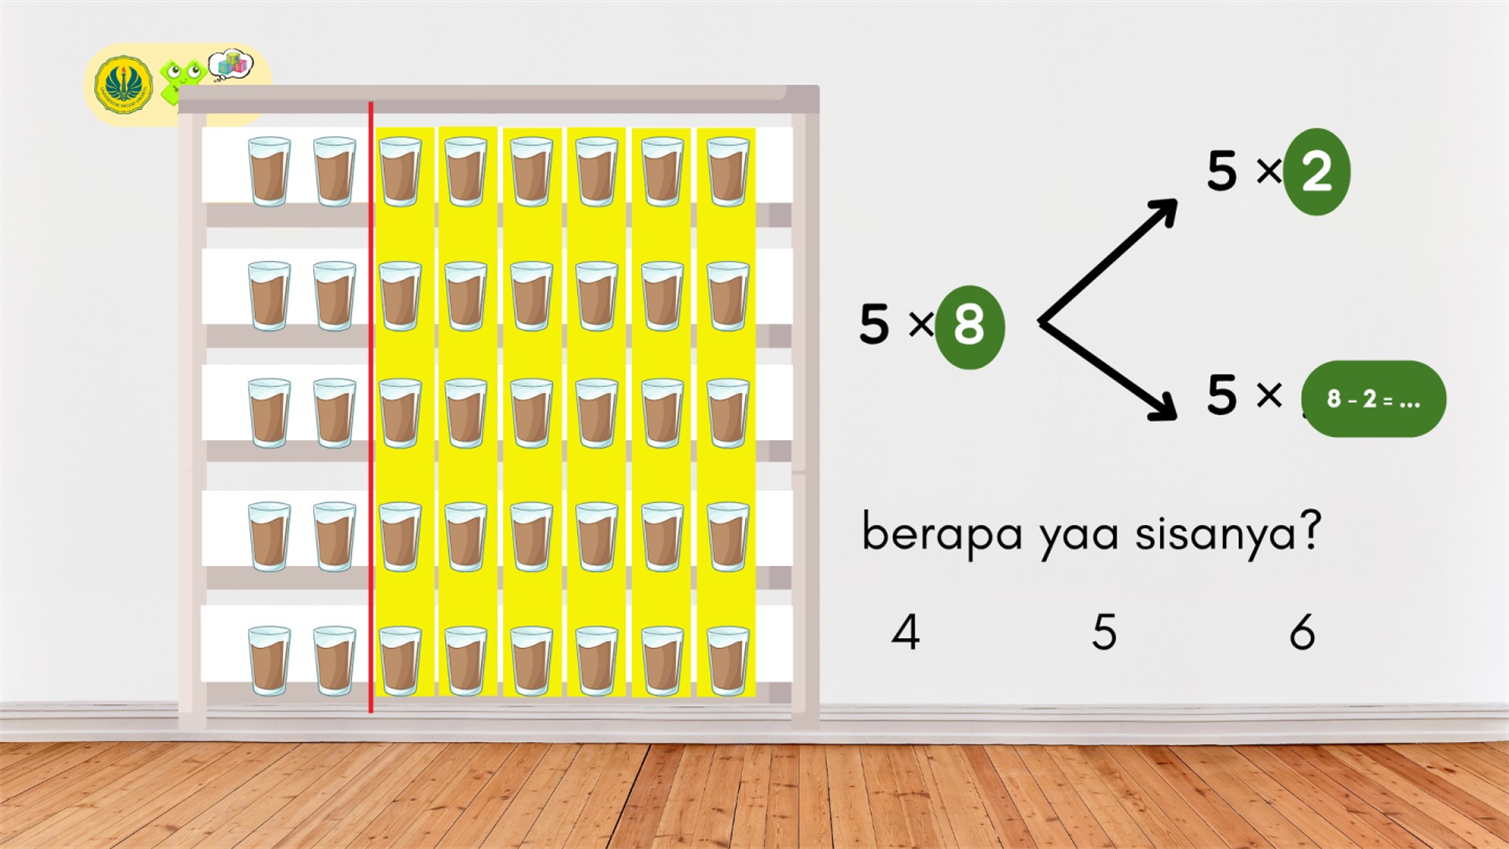 5 × 2
5 × 8
5 × 8 - 2 = ...
berapa yaa sisanya?
4 5 6